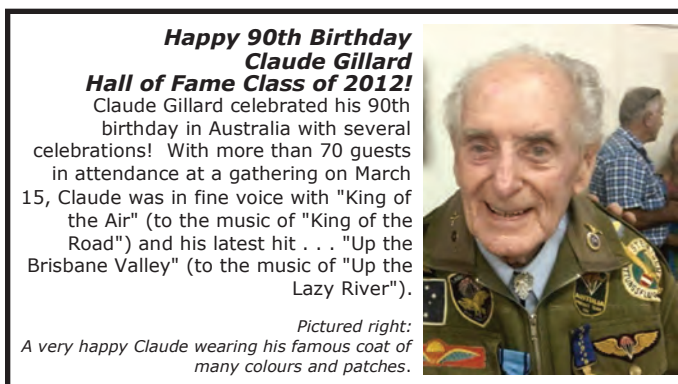 Happy 90th Birthday
Claude Gillard
Hall of Fame Class of 2012!
Claude Gillard celebrated his 90th
birthday in Australia with several
celebrations!  With more than 70 guests
in attendance at a gathering on March
15, Claude was in fine voice with "King of
the Air" (to the music of "King of the
Road") and his latest hit . . . "Up the
Brisbane Valley" (to the music of "Up the
Lazy River").
Pictured right:
A very happy Claude wearing his famous coat of
many colours and patches.
AUSTRALIA